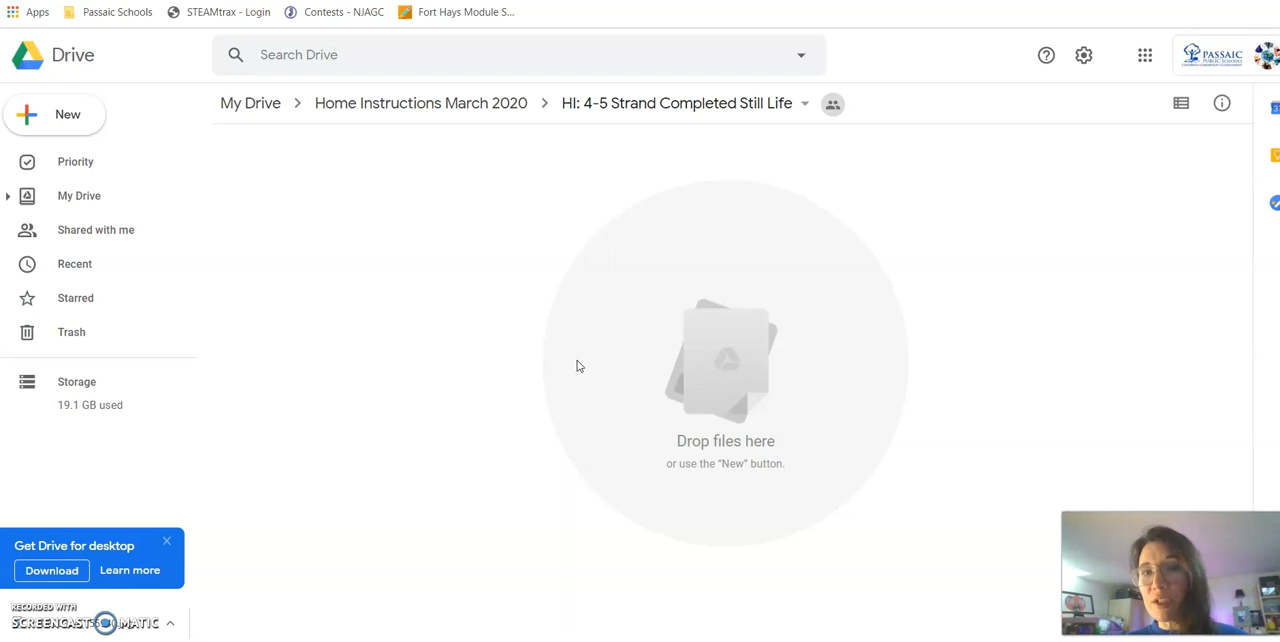 Apps Passaic Schools STEAMtrax - Login Contests - NJAGC Fort Hays Module S...
Drive
Search Drive
PASSAIC
PUBLIC SCHOOLS
My Drive Home Instructions March 2020 HI: 4-5 Strand Completed Still Life
New
Priority
My Drive
Shared with me
Recent
Starred
Trash
Storage
19.1 GB used
Drop files here
or use the “New” button.
Get Drive for desktop
Download Learn more
RECORDED WITH
SCREENCAST MATIC